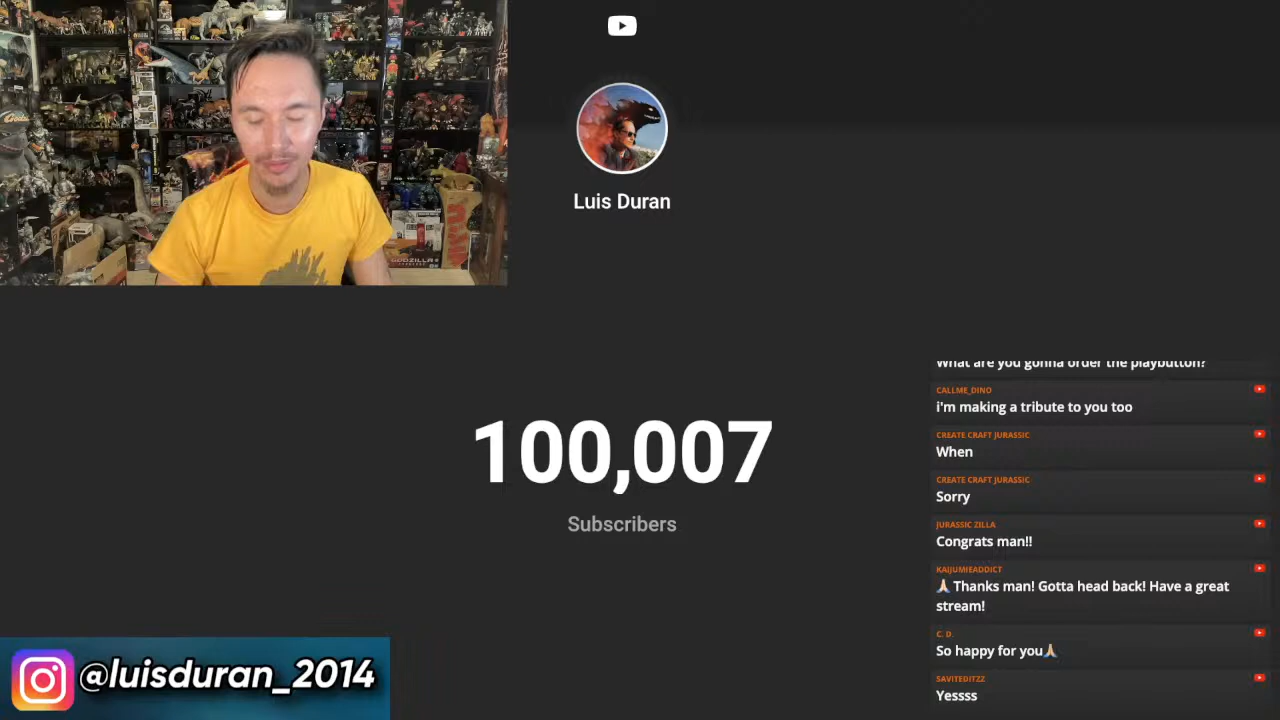 Luis Duran
100,007
Subscribers
What are you gonna order the playbutton?
CALLME_DINO
i'm making a tribute to you too
CREATE CRAFT JURASSIC
When
CREATE CRAFT JURASSIC
Sorry
JURASSIC ZILLA
Congrats man!!
KAIJUMIEADDICT
🙏🏻Thanks man! Gotta head back! Have a great
stream!
C. D.
So happy for you🙏🏼
SAVITEDITZZ
Yessss
@luisduran_2014
GODZILLA